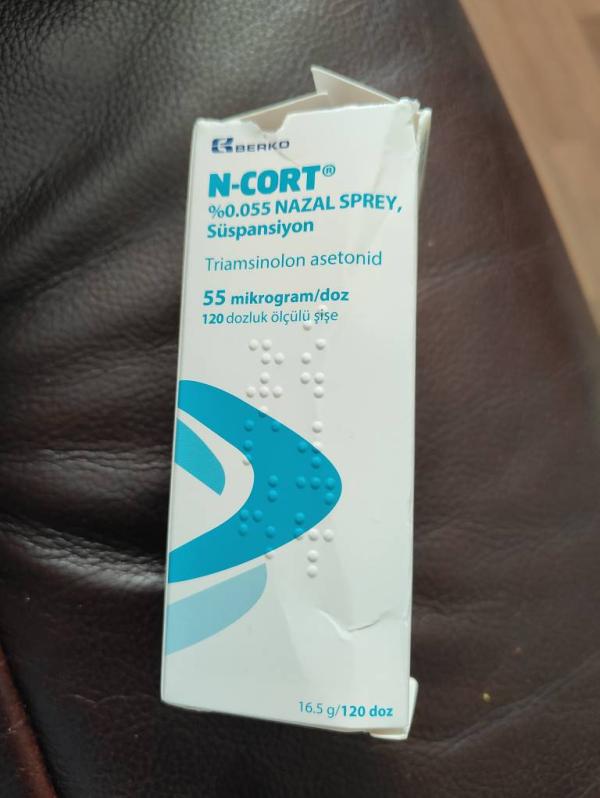 BERKO
N-CORT®
%0.055 NAZAL SPREY,
Süspansiyon
Triamsinolon asetonid
55 mikrogram/doz
120 dozluk ölçülü şişe
16.5 g/120 doz